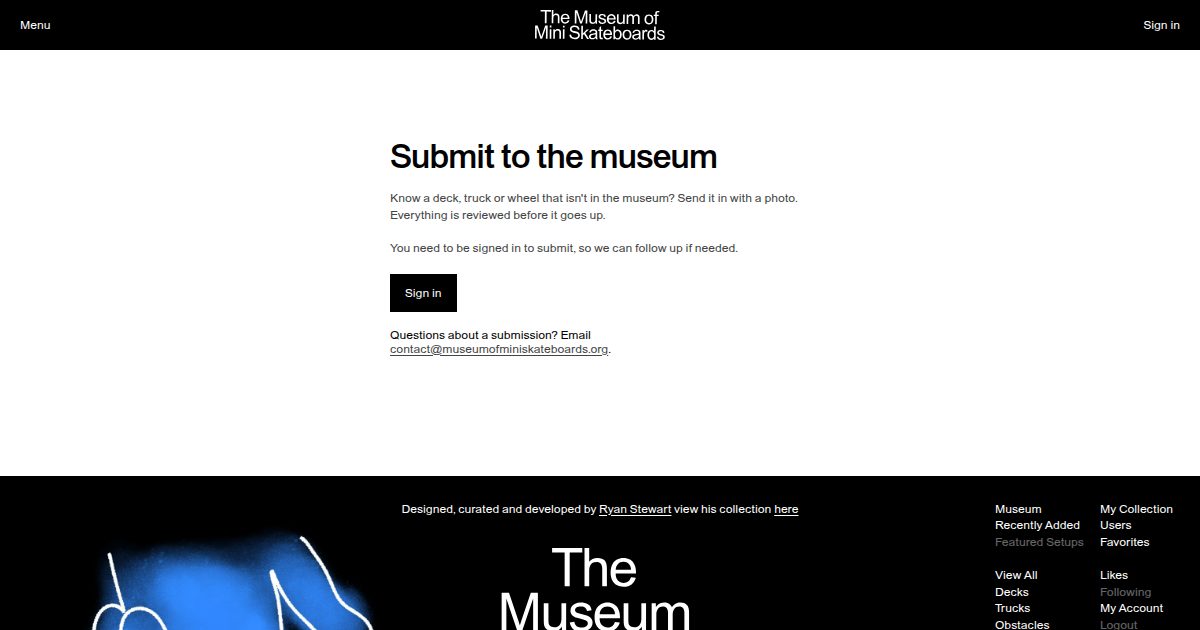 Menu
The Museum of
Mini Skateboards
Sign in
Submit to the museum
Know a deck, truck or wheel that isn't in the museum? Send it in with a photo.
Everything is reviewed before it goes up.
You need to be signed in to submit, so we can follow up if needed.
Sign in
Questions about a submission? Email
contact@museumofminiskateboards.org.
Designed, curated and developed by Ryan Stewart view his collection here
The
Museum
Museum
Recently Added
Featured Setups
View All
Decks
Trucks
Obstacles
My Collection
Users
Favorites
Likes
Following
My Account
Logout